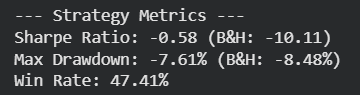 --- Strategy Metrics ---
Sharpe Ratio: -0.58 (B&H: -10.11)
Max Drawdown: -7.61% (B&H: -8.48%)
Win Rate: 47.41%